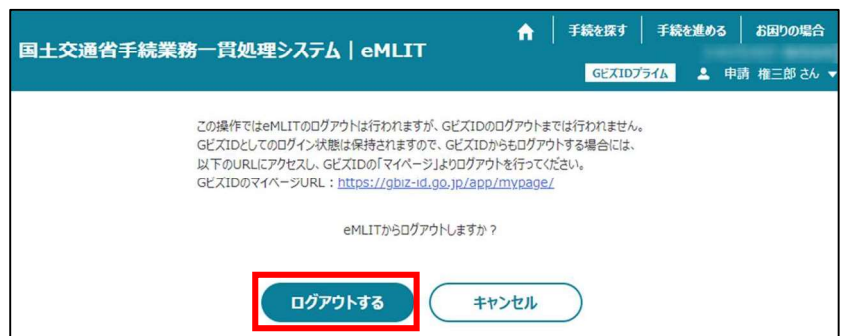 国土交通省手続業務一貫処理システム｜eMLIT
手続を探す
手続を進める
お困りの場合
GビズIDプライム
申請 権三郎 さん ▼
この操作ではeMLITのログアウトは行われますが、GビズIDのログアウトまでは行われません。
GビズIDとしてのログイン状態は保持されますので、GビズIDからもログアウトする場合には、
以下のURLにアクセスし、GビズIDの「マイページ」よりログアウトを行ってください。
GビズIDのマイページURL：https://gbiz-id.go.jp/app/mypage/
eMLITからログアウトしますか？
ログアウトする
キャンセル